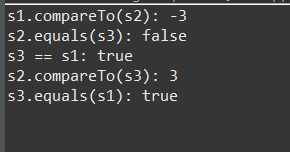 s1.compareTo(s2): -3
s2.equals(s3): false
s3 == s1: true
s2.compareTo(s3): 3
s3.equals(s1): true